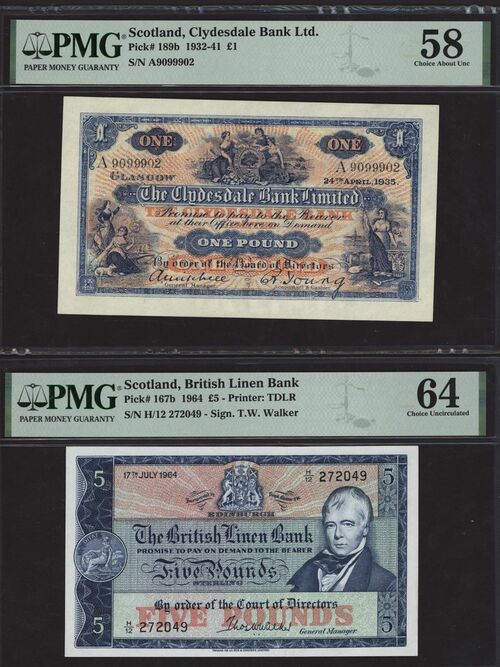 PMG
PAPER MONEY GUARANTY
Scotland, Clydesdale Bank Ltd.
Pick# 189b 1932-41 £1
S/N A9099902
58
Choice About Unc
ONE
ONE
A 9099902
A 9099902
GLASGOW
24TH APRIL, 1935.
The Clydesdale Bank Limited
Promise to pay to the Bearer
at their Office here on Demand
ONE POUND
By order of the Board of Directors
General Manager
Accountant & Cashier
PMG
PAPER MONEY GUARANTY
Scotland, British Linen Bank
Pick# 167b 1964 £5 - Printer: TDLR
S/N H/12 272049 - Sign. T.W. Walker
64
Choice Uncirculated
5
17TH JULY 1964
H/12 272049
5
EDINBURGH
The British Linen Bank
PROMISE TO PAY ON DEMAND TO THE BEARER
Five Pounds
STERLING
By order of the Court of Directors
FIVE POUNDS
5
H/12 272049
General Manager
5